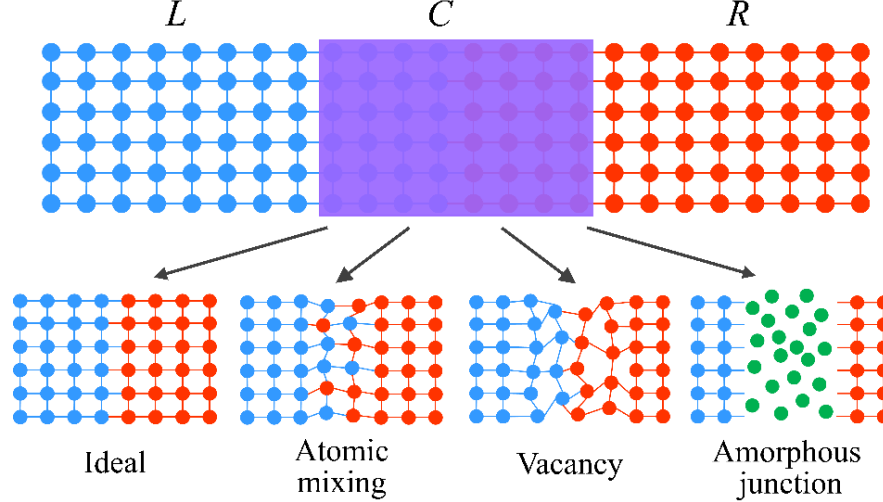 L C R
Ideal
Atomic
mixing
Vacancy
Amorphous
junction